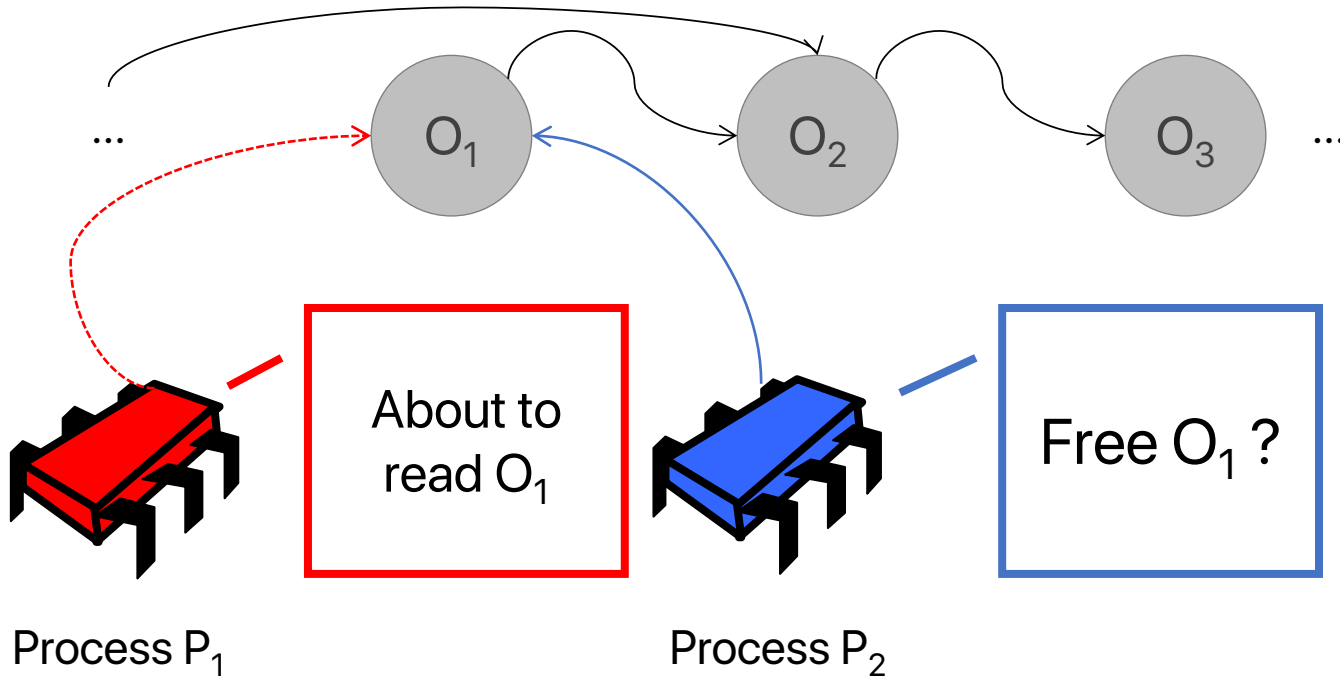 ...
O₁
O₂
O₃
...
About to
read O₁
Free O₁ ?
Process P₁
Process P₂